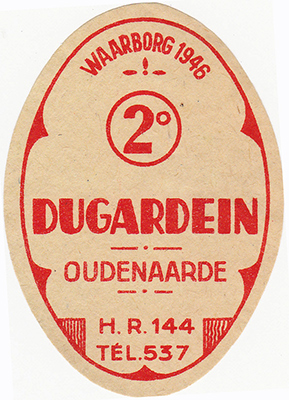 WAARBORG 1946
2°
DUGARDEIN
OUDENAARDE
H. R. 144
TÉL. 537